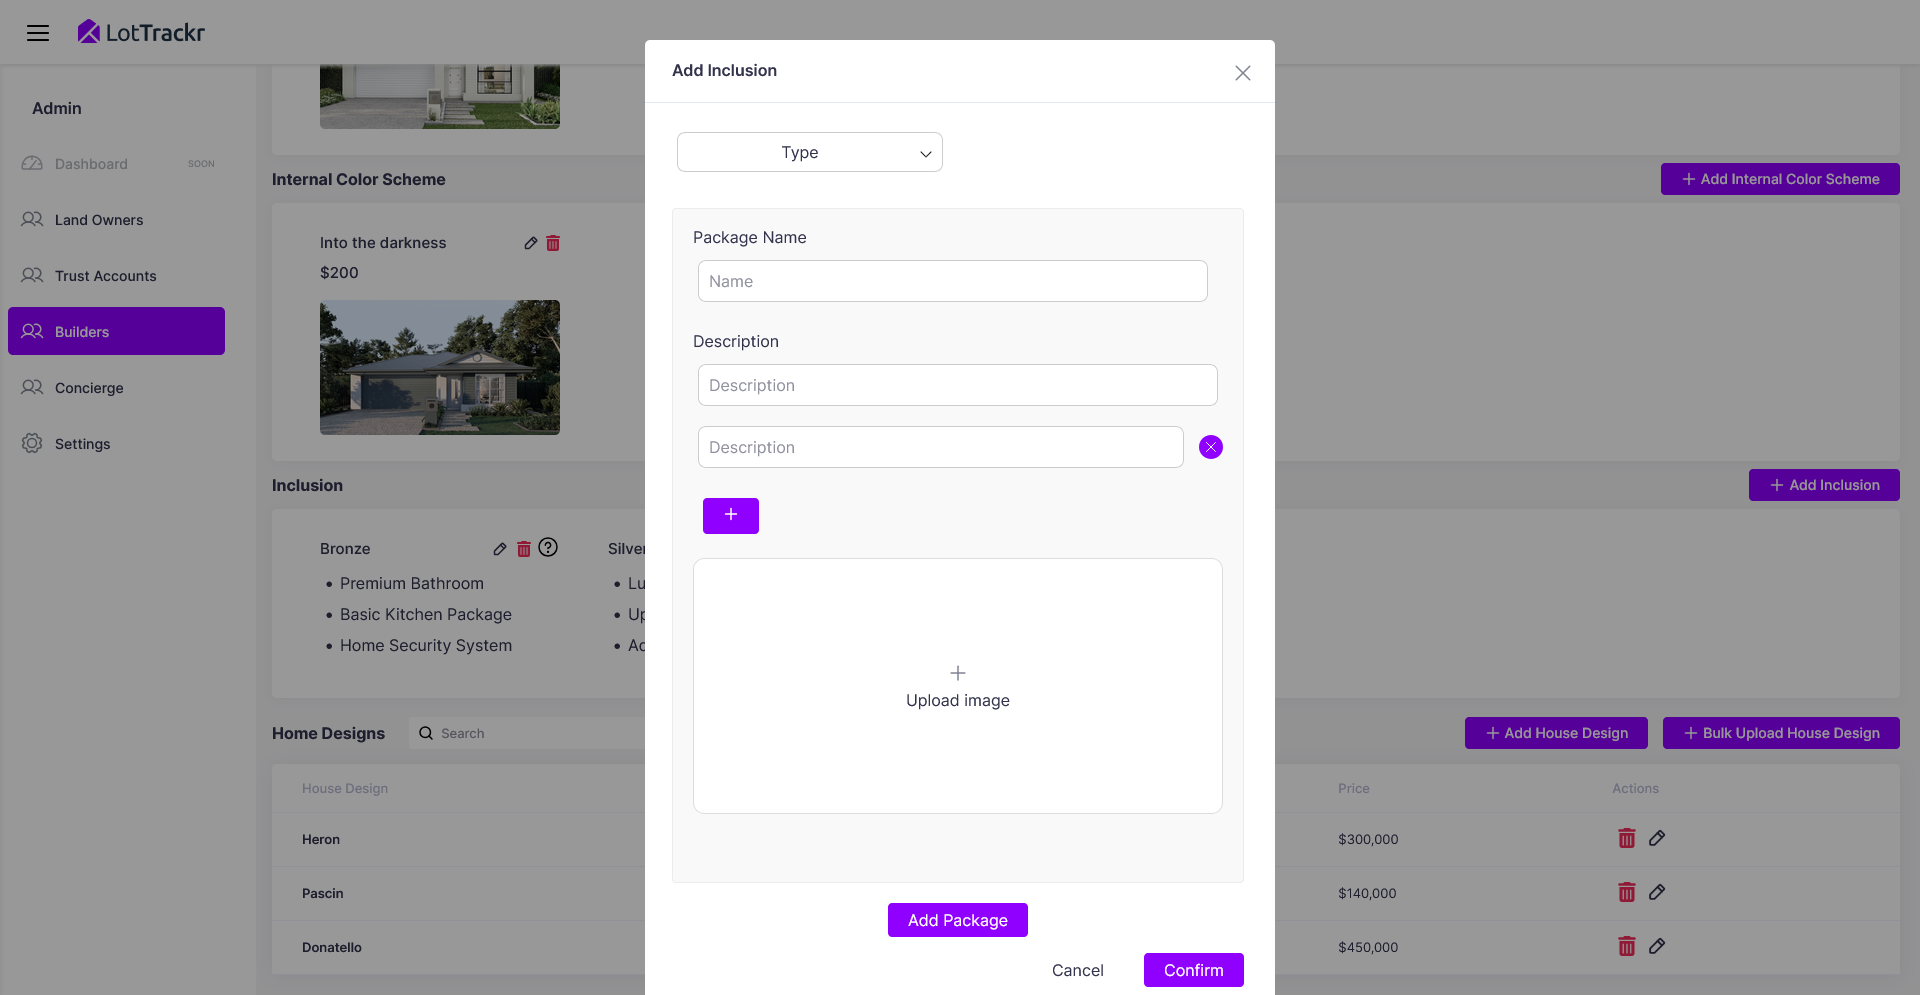 LotTrackr
Add Inclusion
Admin
Type
Dashboard SOON
Internal Color Scheme
Add Internal Color Scheme
Land Owners
Package Name
Into the darkness
$200
Trust Accounts
Name
Builders
Description
Description
Concierge
Description
Settings
Inclusion
Add Inclusion
Bronze
• Premium Bathroom
• Basic Kitchen Package
• Home Security System
Silver
• Lu
• Up
• Ac
Upload image
Home Designs
Search
Add House Design
Bulk Upload House Design
House Design Price Actions
Heron $300,000
Pascin $140,000
Donatello $450,000
Add Package
Cancel
Confirm